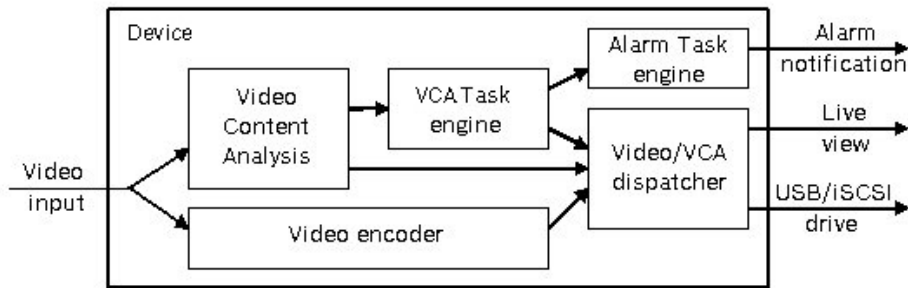 Device
Video
input
Video
Content
Analysis
VCA Task
engine
Alarm Task
engine
Video/VCA
dispatcher
Video encoder
Alarm
notification
Live
view
USB/iSCSI
drive